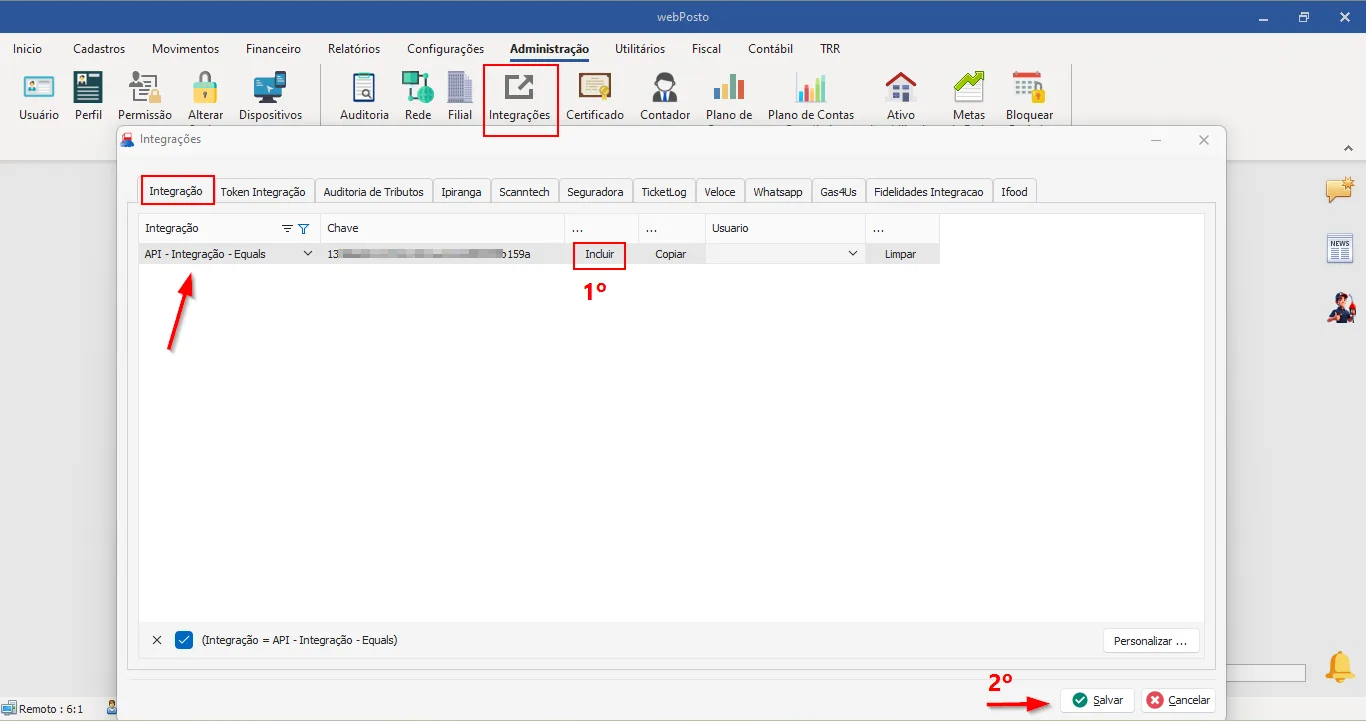 webPosto
Inicio Cadastros Movimentos Financeiro Relatórios Configurações Administração Utilitários Fiscal Contábil TRR
Usuário Perfil Permissão Alterar Dispositivos Auditoria Rede Filial Integrações Certificado Contador Plano de Plano de Contas Ativo Metas Bloquear
Integrações
Integração Token Integração Auditoria de Tributos Ipiranga Scanntech Seguradora TicketLog Veloce Whatsapp Gas4Us Fidelidades Integracao Ifood
Integração Chave ... ... Usuario ...
API - Integração - Equals 13 b159a Incluir Copiar Limpar
1º
NEWS
(Integração = API - Integração - Equals) Personalizar ...
2º
Salvar Cancelar
Remoto : 6:1